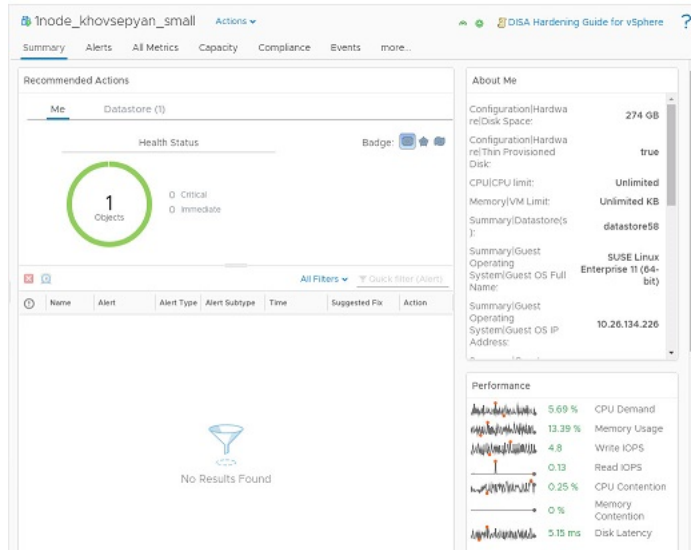 1node_khovsepyan_small
Actions
DISA Hardening Guide for vSphere
?
Summary Alerts All Metrics Capacity Compliance Events more...
Recommended Actions
Me Datastore (1)
Health Status
Badge:
1
Objects
0 Critical
0 Immediate
All Filters
Quick filter (Alert)
Name Alert Alert Type Alert Subtype Time Suggested Fix Action
No Results Found
About Me
Configuration|Hardwa
re|Disk Space:
274 GB
Configuration|Hardwa
re|Thin Provisioned
Disk:
true
CPU|CPU limit:
Unlimited
Memory|VM Limit:
Unlimited KB
Summary|Datastore(s
):
datastore58
Summary|Guest
Operating
System|Guest OS Full
Name:
SUSE Linux
Enterprise 11 (64-
bit)
Summary|Guest
Operating
System|Guest OS IP
Address:
10.26.134.226
Performance
5.69 % CPU Demand
13.39 % Memory Usage
4.8 Write IOPS
0.13 Read IOPS
0.25 % CPU Contention
0 % Memory
Contention
5.15 ms Disk Latency